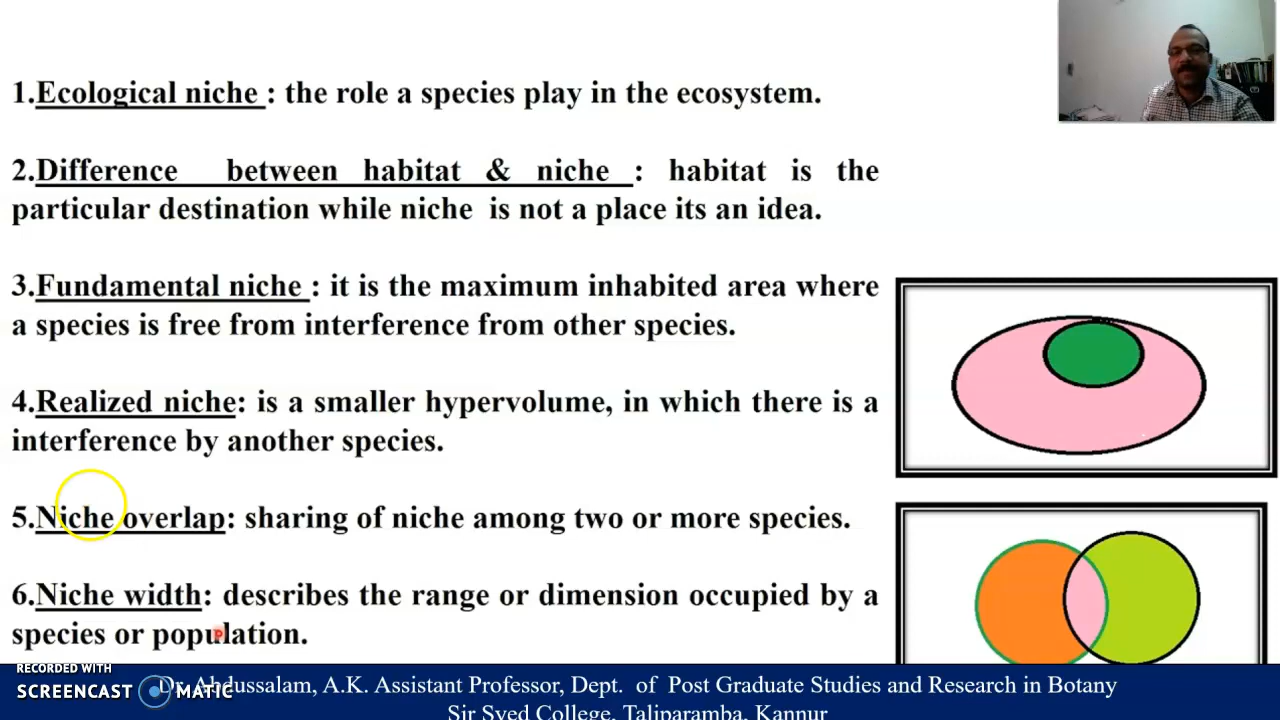 1.Ecological niche : the role a species play in the ecosystem.
2.Difference between habitat & niche : habitat is the
particular destination while niche is not a place its an idea.
3.Fundamental niche : it is the maximum inhabited area where
a species is free from interference from other species.
4.Realized niche: is a smaller hypervolume, in which there is a
interference by another species.
5.Niche overlap: sharing of niche among two or more species.
6.Niche width: describes the range or dimension occupied by a
species or population.
RECORDED WITH
SCREENCAST MATIC
Dr. Abdussalam, A.K. Assistant Professor, Dept. of Post Graduate Studies and Research in Botany
Sir Syed College, Taliparamba, Kannur